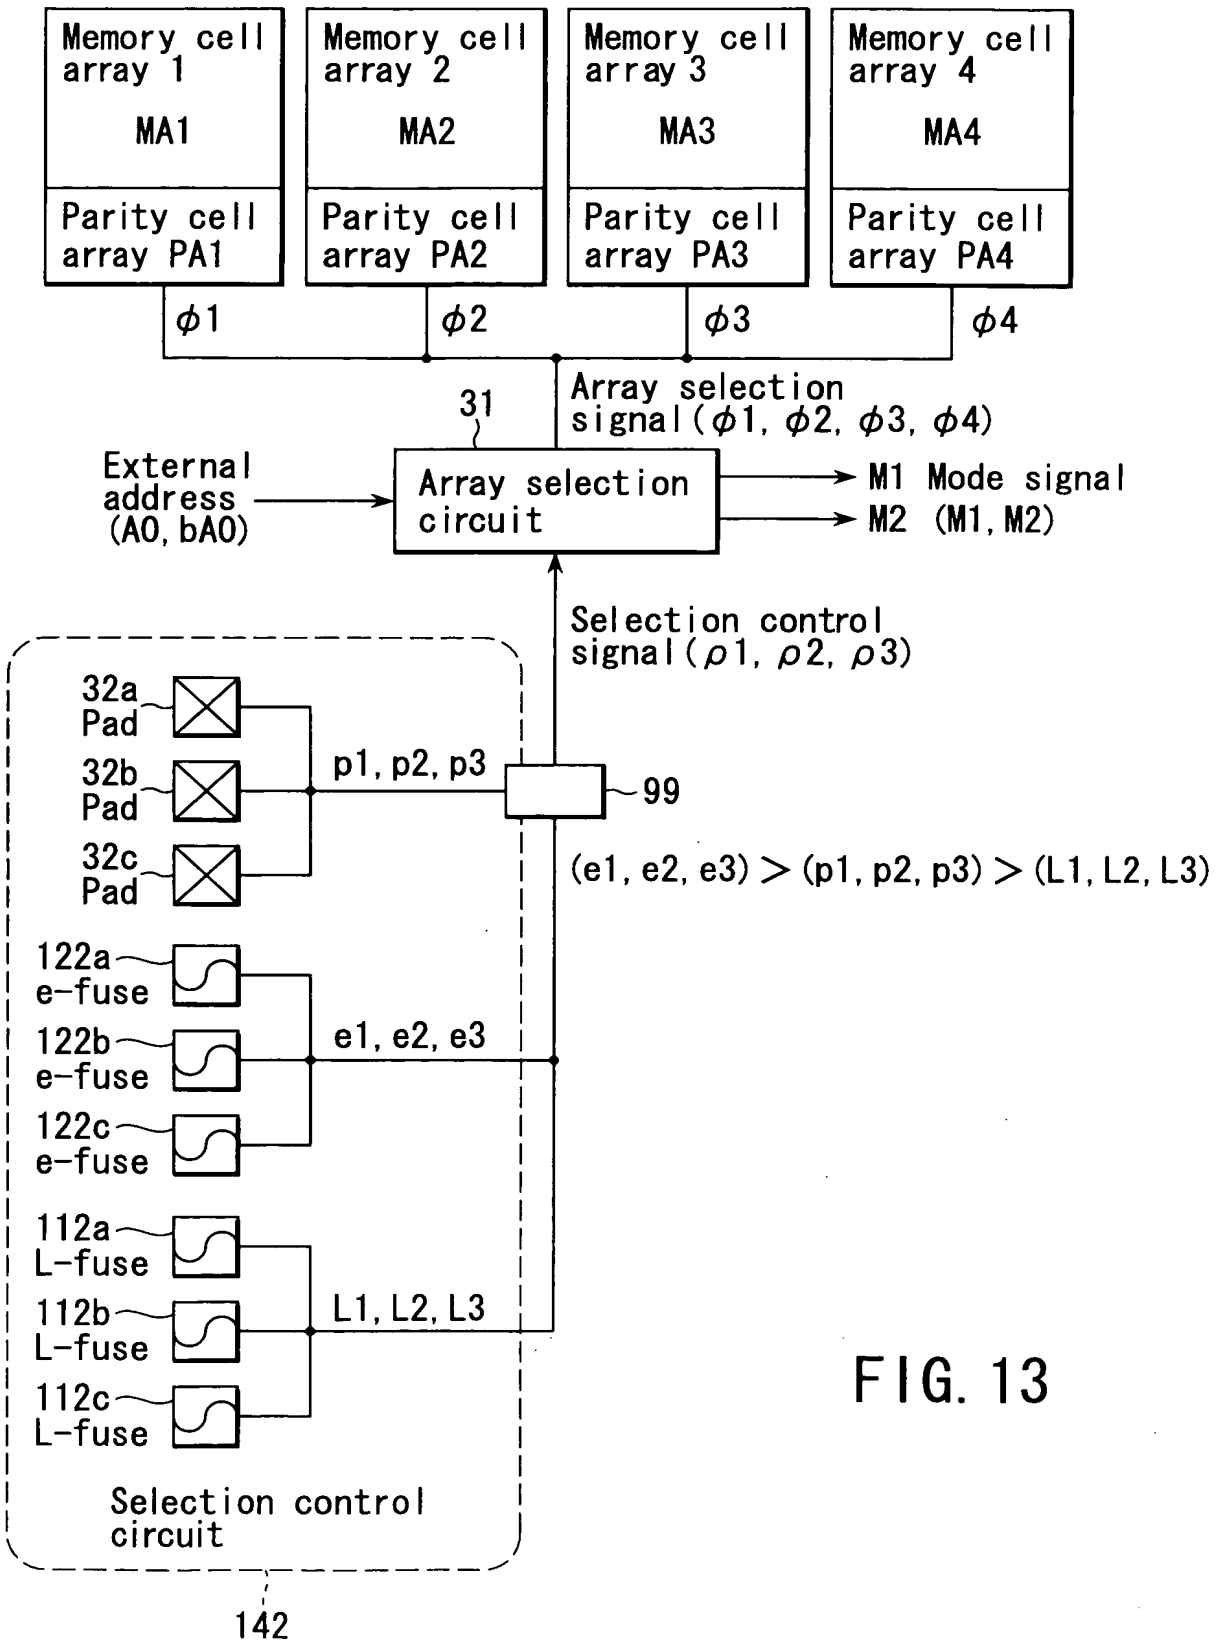 Memory cell
array 1
MA1
Parity cell
array PA1
Memory cell
array 2
MA2
Parity cell
array PA2
Memory cell
array 3
MA3
Parity cell
array PA3
Memory cell
array 4
MA4
Parity cell
array PA4
ϕ1
ϕ2
ϕ3
ϕ4
Array selection
signal (ϕ1, ϕ2, ϕ3, ϕ4)
31
External
address
(A0, bA0)
Array selection
circuit
M1 Mode signal
M2 (M1, M2)
Selection control
signal (ρ1, ρ2, ρ3)
32a
Pad
32b
Pad
32c
Pad
p1, p2, p3
99
(e1, e2, e3) > (p1, p2, p3) > (L1, L2, L3)
122a
e-fuse
122b
e-fuse
122c
e-fuse
e1, e2, e3
112a
L-fuse
112b
L-fuse
112c
L-fuse
L1, L2, L3
Selection control
circuit
142
FIG. 13